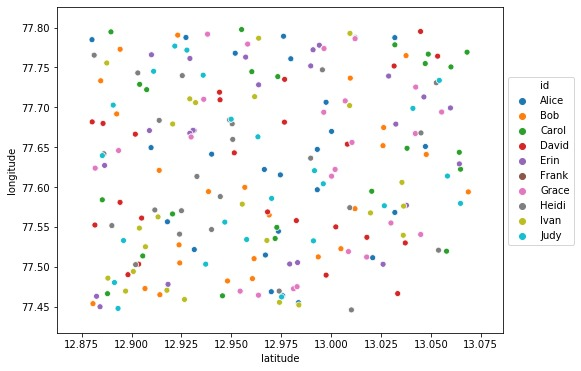 77.80
77.75
77.70
77.65
77.60
77.55
77.50
77.45
longitude
12.875 12.900 12.925 12.950 12.975 13.000 13.025 13.050 13.075
latitude
id
Alice
Bob
Carol
David
Erin
Frank
Grace
Heidi
Ivan
Judy